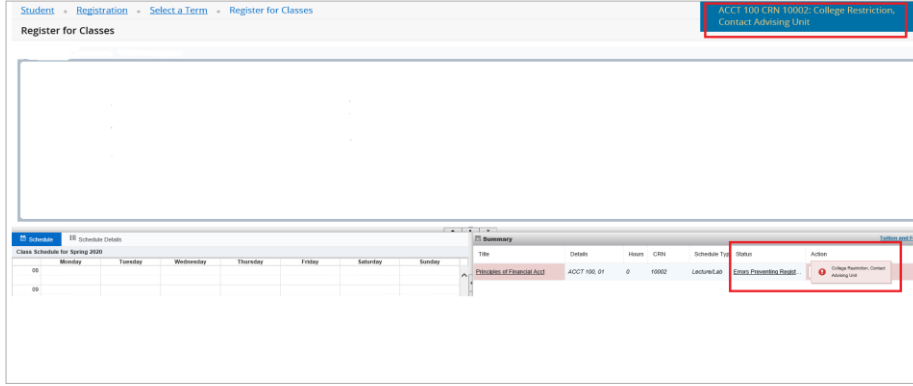 Student Registration Select a Term Register for Classes
ACCT 100 CRN 10002: College Restriction,
Contact Advising Unit
Register for Classes
Schedule Schedule Details
Class Schedule for Spring 2020
Monday Tuesday Wednesday Thursday Friday Saturday Sunday
08
09
Summary Tuition and
Title Details Hours CRN Schedule Typ Status Action
Principles of Financial Acct ACCT 100, 01 0 10002 Lecture/Lab Errors Preventing Regist...
College Restriction, Contact
Advising Unit